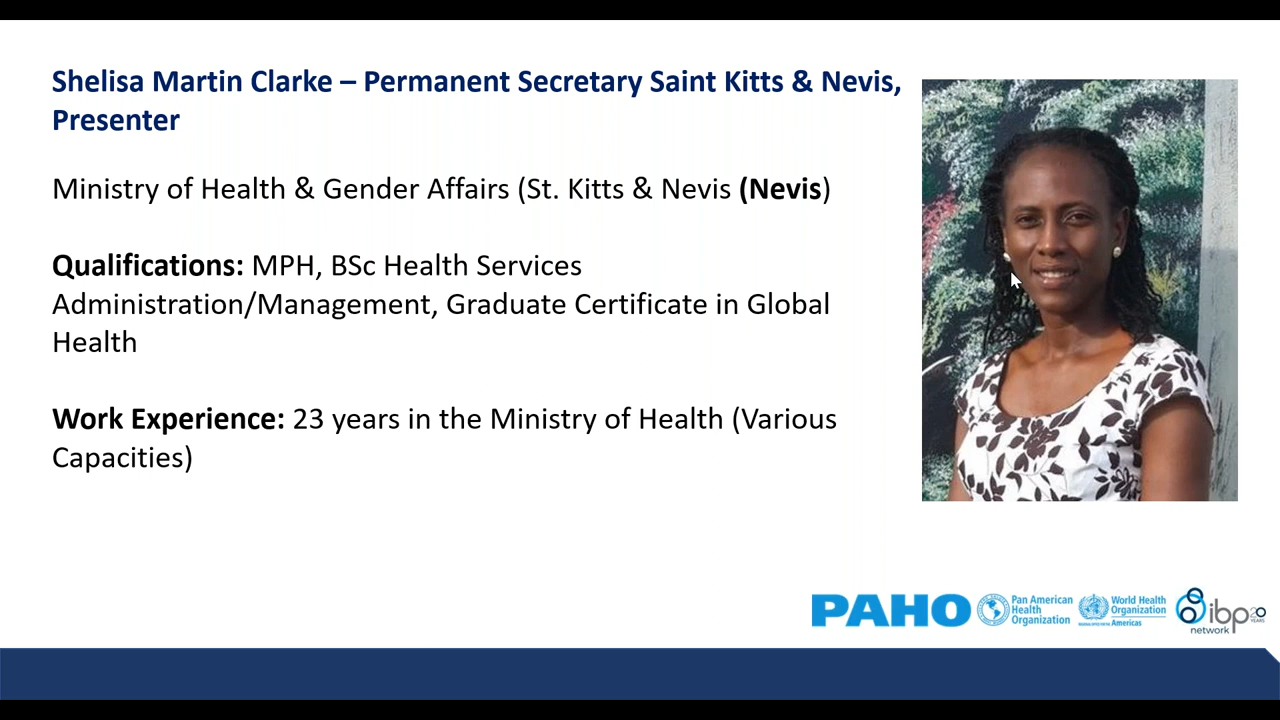 Shelisa Martin Clarke – Permanent Secretary Saint Kitts & Nevis,
Presenter
Ministry of Health & Gender Affairs (St. Kitts & Nevis (Nevis)
Qualifications: MPH, BSc Health Services
Administration/Management, Graduate Certificate in Global
Health
Work Experience: 23 years in the Ministry of Health (Various
Capacities)
PAHO
Pan American
Health
Organization
World Health
Organization
Americas
ibp
network
20
YEARS